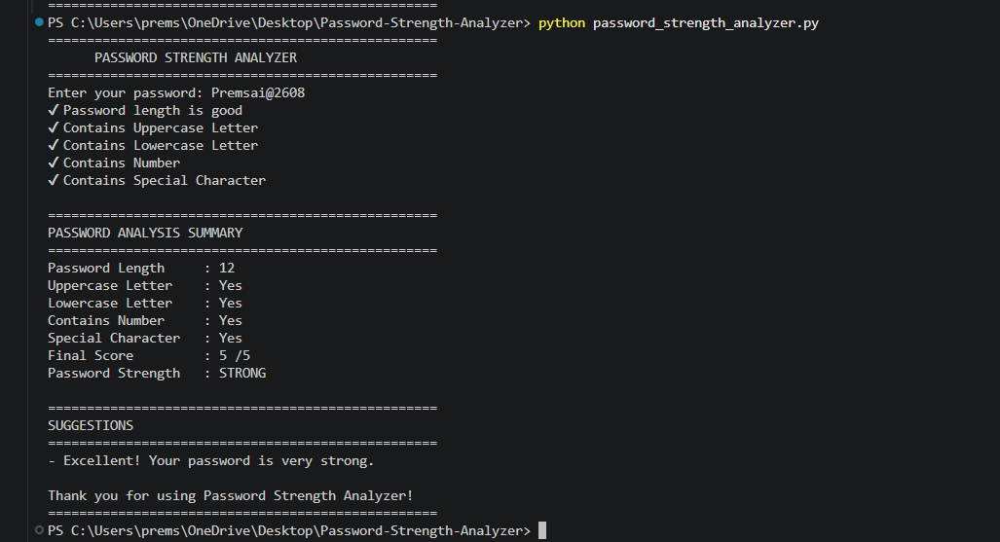 ==================================================
PS C:\Users\prems\OneDrive\Desktop\Password-Strength-Analyzer> python password_strength_analyzer.py
==================================================
      PASSWORD STRENGTH ANALYZER
==================================================
Enter your password: Premsai@2608
✓ Password length is good
✓ Contains Uppercase Letter
✓ Contains Lowercase Letter
✓ Contains Number
✓ Contains Special Character

==================================================
PASSWORD ANALYSIS SUMMARY
==================================================
Password Length     : 12
Uppercase Letter    : Yes
Lowercase Letter    : Yes
Contains Number     : Yes
Special Character   : Yes
Final Score         : 5 /5
Password Strength   : STRONG

==================================================
SUGGESTIONS
==================================================
- Excellent! Your password is very strong.

Thank you for using Password Strength Analyzer!
==================================================
PS C:\Users\prems\OneDrive\Desktop\Password-Strength-Analyzer>